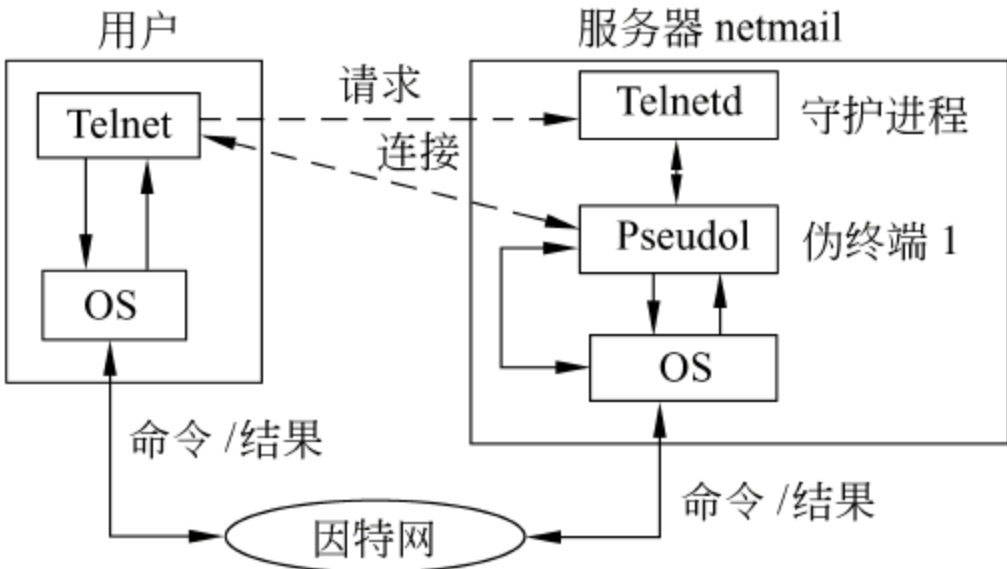 用户
服务器 netmail
请求
Telnet
Telnetd
守护进程
连接
Pseudol
伪终端 1
OS
OS
命令 /结果
命令 /结果
因特网